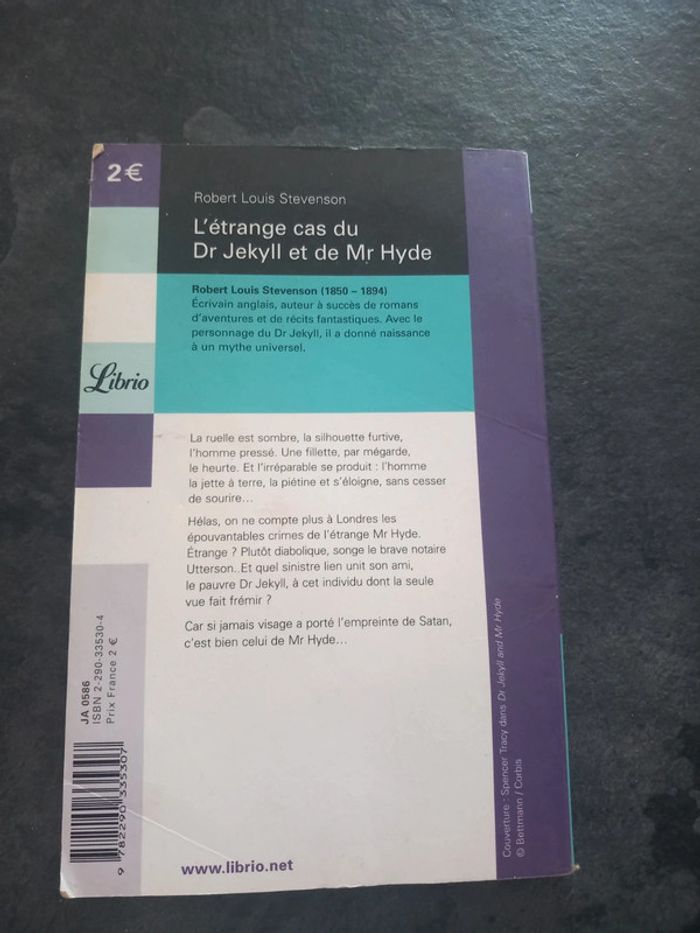 2€
Robert Louis Stevenson
L'étrange cas du
Dr Jekyll et de Mr Hyde
Robert Louis Stevenson (1850 – 1894)
Écrivain anglais, auteur à succès de romans
d'aventures et de récits fantastiques. Avec le
personnage du Dr Jekyll, il a donné naissance
à un mythe universel.
Librio
La ruelle est sombre, la silhouette furtive,
l'homme pressé. Une fillette, par mégarde,
le heurte. Et l'irréparable se produit : l'homme
la jette à terre, la piétine et s'éloigne, sans cesser
de sourire...
Hélas, on ne compte plus à Londres les
épouvantables crimes de l'étrange Mr Hyde.
Étrange ? Plutôt diabolique, songe le brave notaire
Utterson. Et quel sinistre lien unit son ami,
le pauvre Dr Jekyll, à cet individu dont la seule
vue fait frémir ?
Car si jamais visage a porté l'empreinte de Satan,
c'est bien celui de Mr Hyde...
JA 0586
ISBN 2-290-33530-4
Prix France 2 €
9 782290 335307
www.librio.net
Couverture : Spencer Tracy dans Dr Jekyll and Mr Hyde
© Bettmann / Corbis